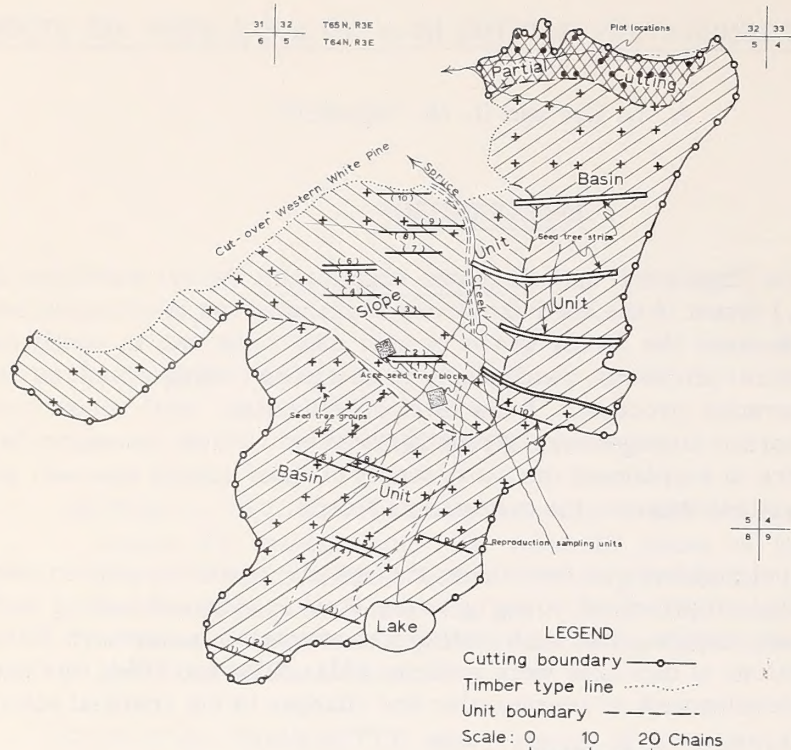 31 32
6 5
T65N, R3E
T64N, R3E
Plot locations
32 33
5 4
Partial
Cutting
Basin
Unit
Seed tree strips
Cut-over Western White Pine
Spruce
Creek
Slope
Unit
(10)
(9)
(8)
(7)
(6)
(5)
(4)
(3)
(2)
(1)
Acre seed tree blocks
Seed tree groups
(10)
Basin
Unit
(8)
(7)
(6)
(5)
(4)
(9)
Reproduction sampling units
(3)
(2)
(1)
Lake
5 4
8 9
LEGEND
Cutting boundary
Timber type line
Unit boundary
Scale: 0 10 20 Chains